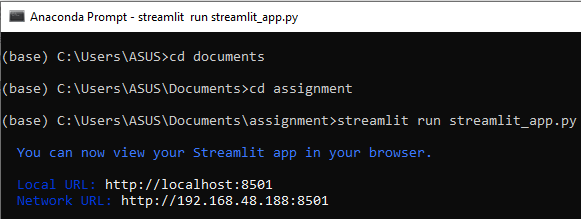 Anaconda Prompt - streamlit run streamlit_app.py
(base) C:\Users\ASUS>cd documents
(base) C:\Users\ASUS\Documents>cd assignment
(base) C:\Users\ASUS\Documents\assignment>streamlit run streamlit_app.py
You can now view your Streamlit app in your browser.
Local URL: http://localhost:8501
Network URL: http://192.168.48.188:8501